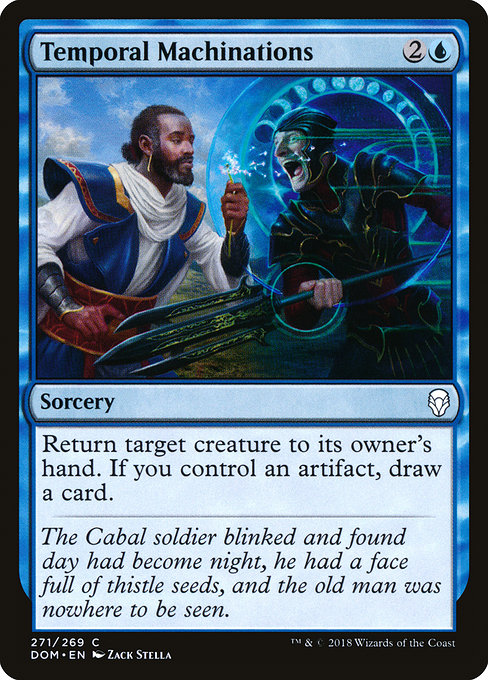 Temporal Machinations 2
Sorcery
Return target creature to its owner's
hand. If you control an artifact, draw
a card.
The Cabal soldier blinked and found
day had become night, he had a face
full of thistle seeds, and the old man was
nowhere to be seen.
271/269 C
™ & © 2018 Wizards of the Coast
DOM • EN Zack Stella